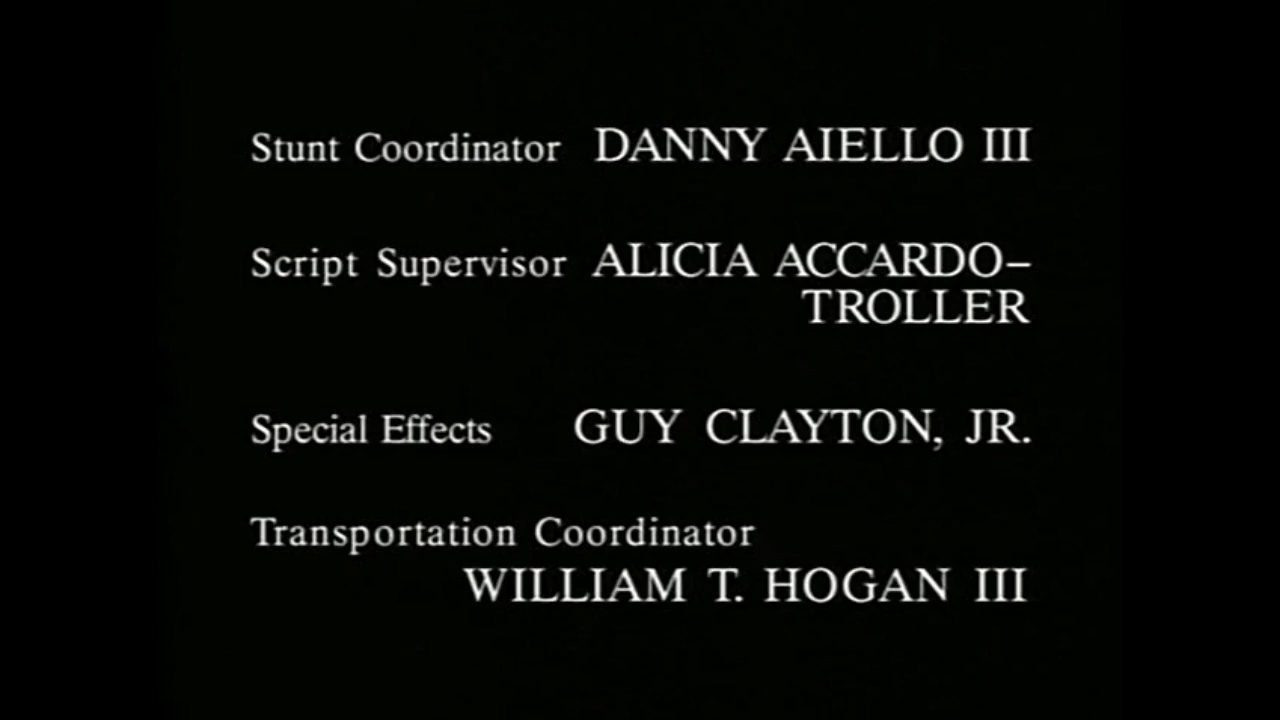 Stunt Coordinator DANNY AIELLO III
Script Supervisor ALICIA ACCARDO–
TROLLER
Special Effects GUY CLAYTON, JR.
Transportation Coordinator
WILLIAM T. HOGAN III